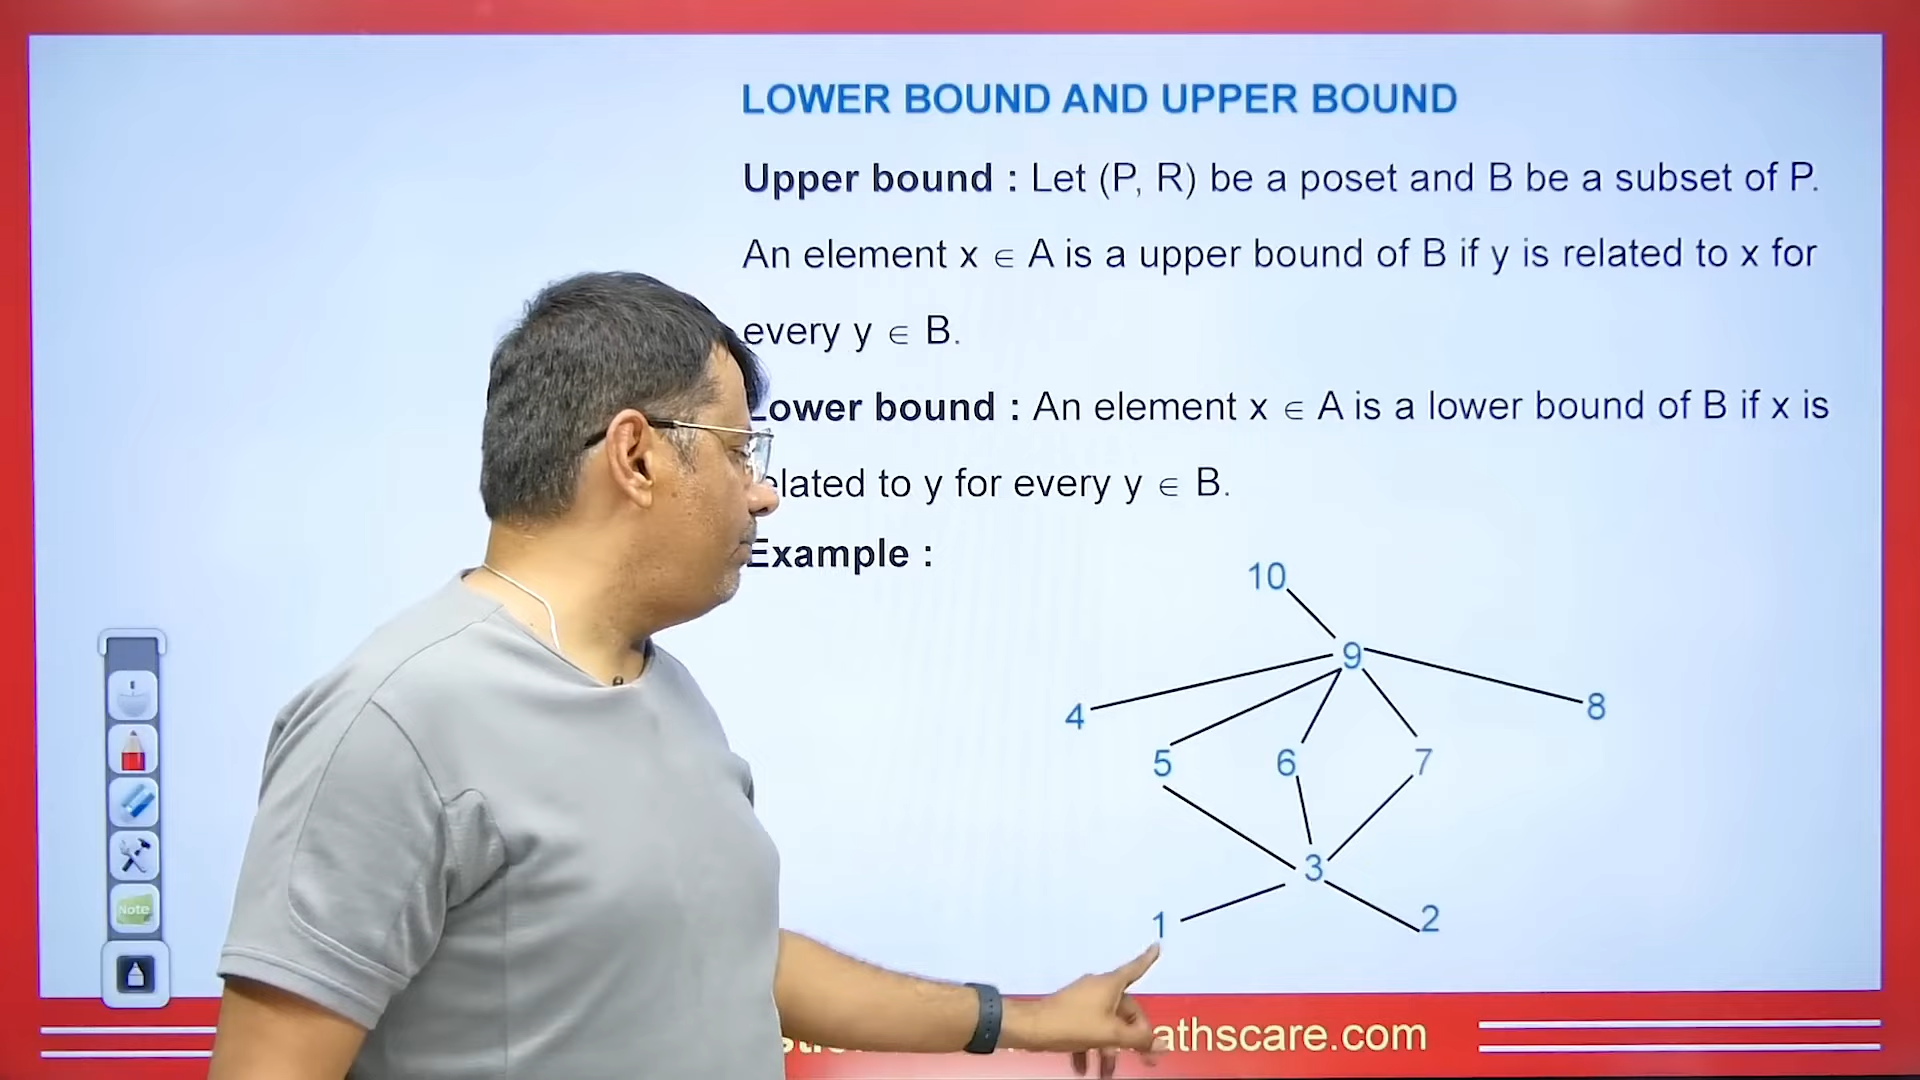 LOWER BOUND AND UPPER BOUND
Upper bound : Let (P, R) be a poset and B be a subset of P.
An element x ∈ A is a upper bound of B if y is related to x for
every y ∈ B.
Lower bound : An element x ∈ A is a lower bound of B if x is
related to y for every y ∈ B.
Example :
10
9
4
8
5 6 7
3
1
2
Note
athscare.com